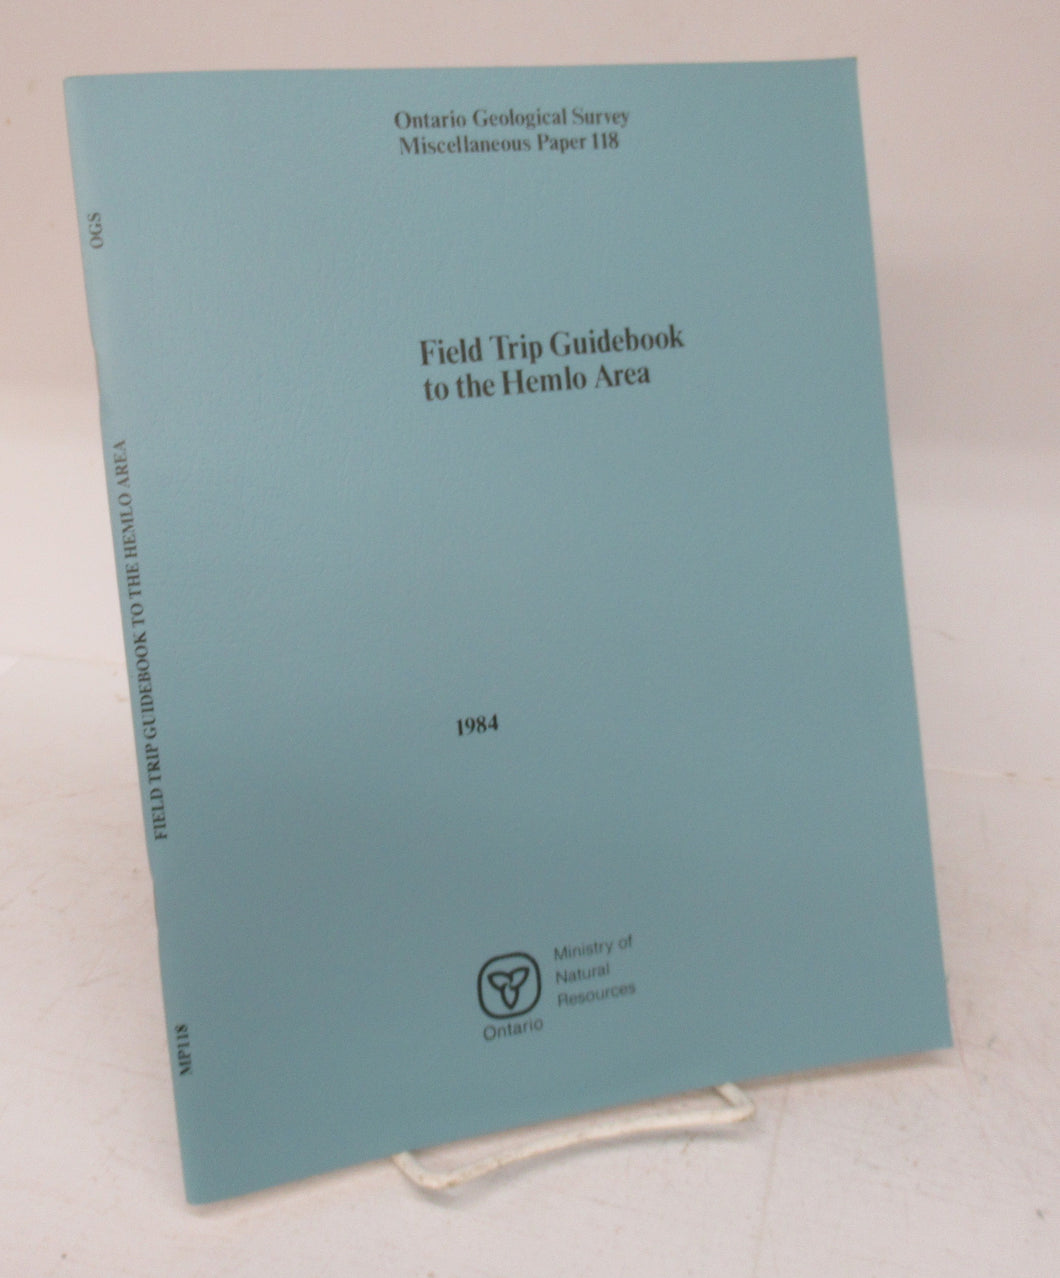 Ontario Geological Survey
Miscellaneous Paper 118
Field Trip Guidebook
to the Hemlo Area
1984
Ministry of
Natural
Resources
Ontario
OGS
FIELD TRIP GUIDEBOOK TO THE HEMLO AREA
MP118